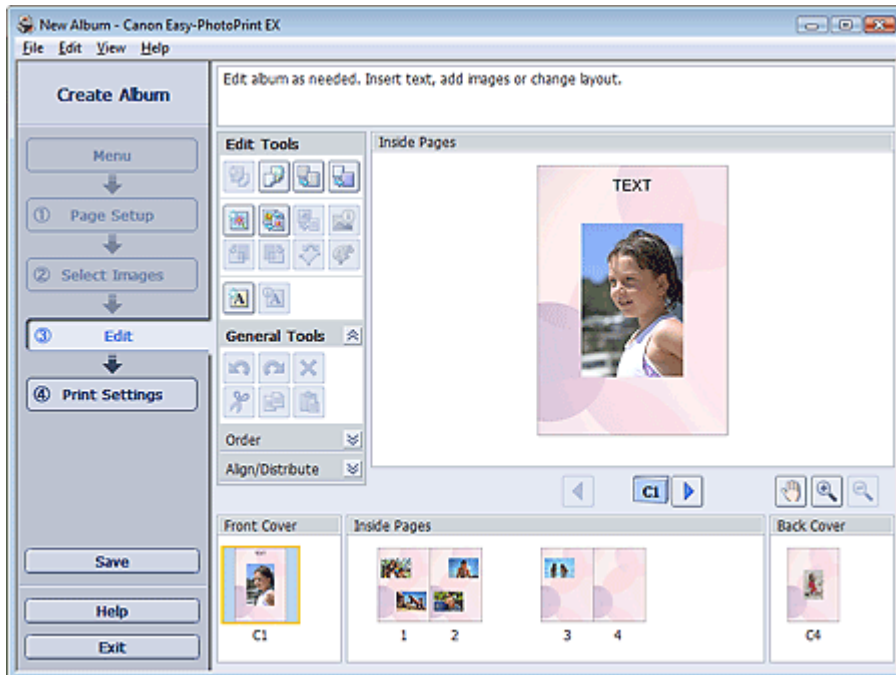 New Album - Canon Easy-PhotoPrint EX
File Edit View Help
Create Album
Edit album as needed. Insert text, add images or change layout.
Menu
① Page Setup
② Select Images
③ Edit
④ Print Settings
Save
Help
Exit
Edit Tools
A A
General Tools
Order
Align/Distribute
Inside Pages
TEXT
C1
Front Cover
C1
Inside Pages
1 2 3 4
Back Cover
C4